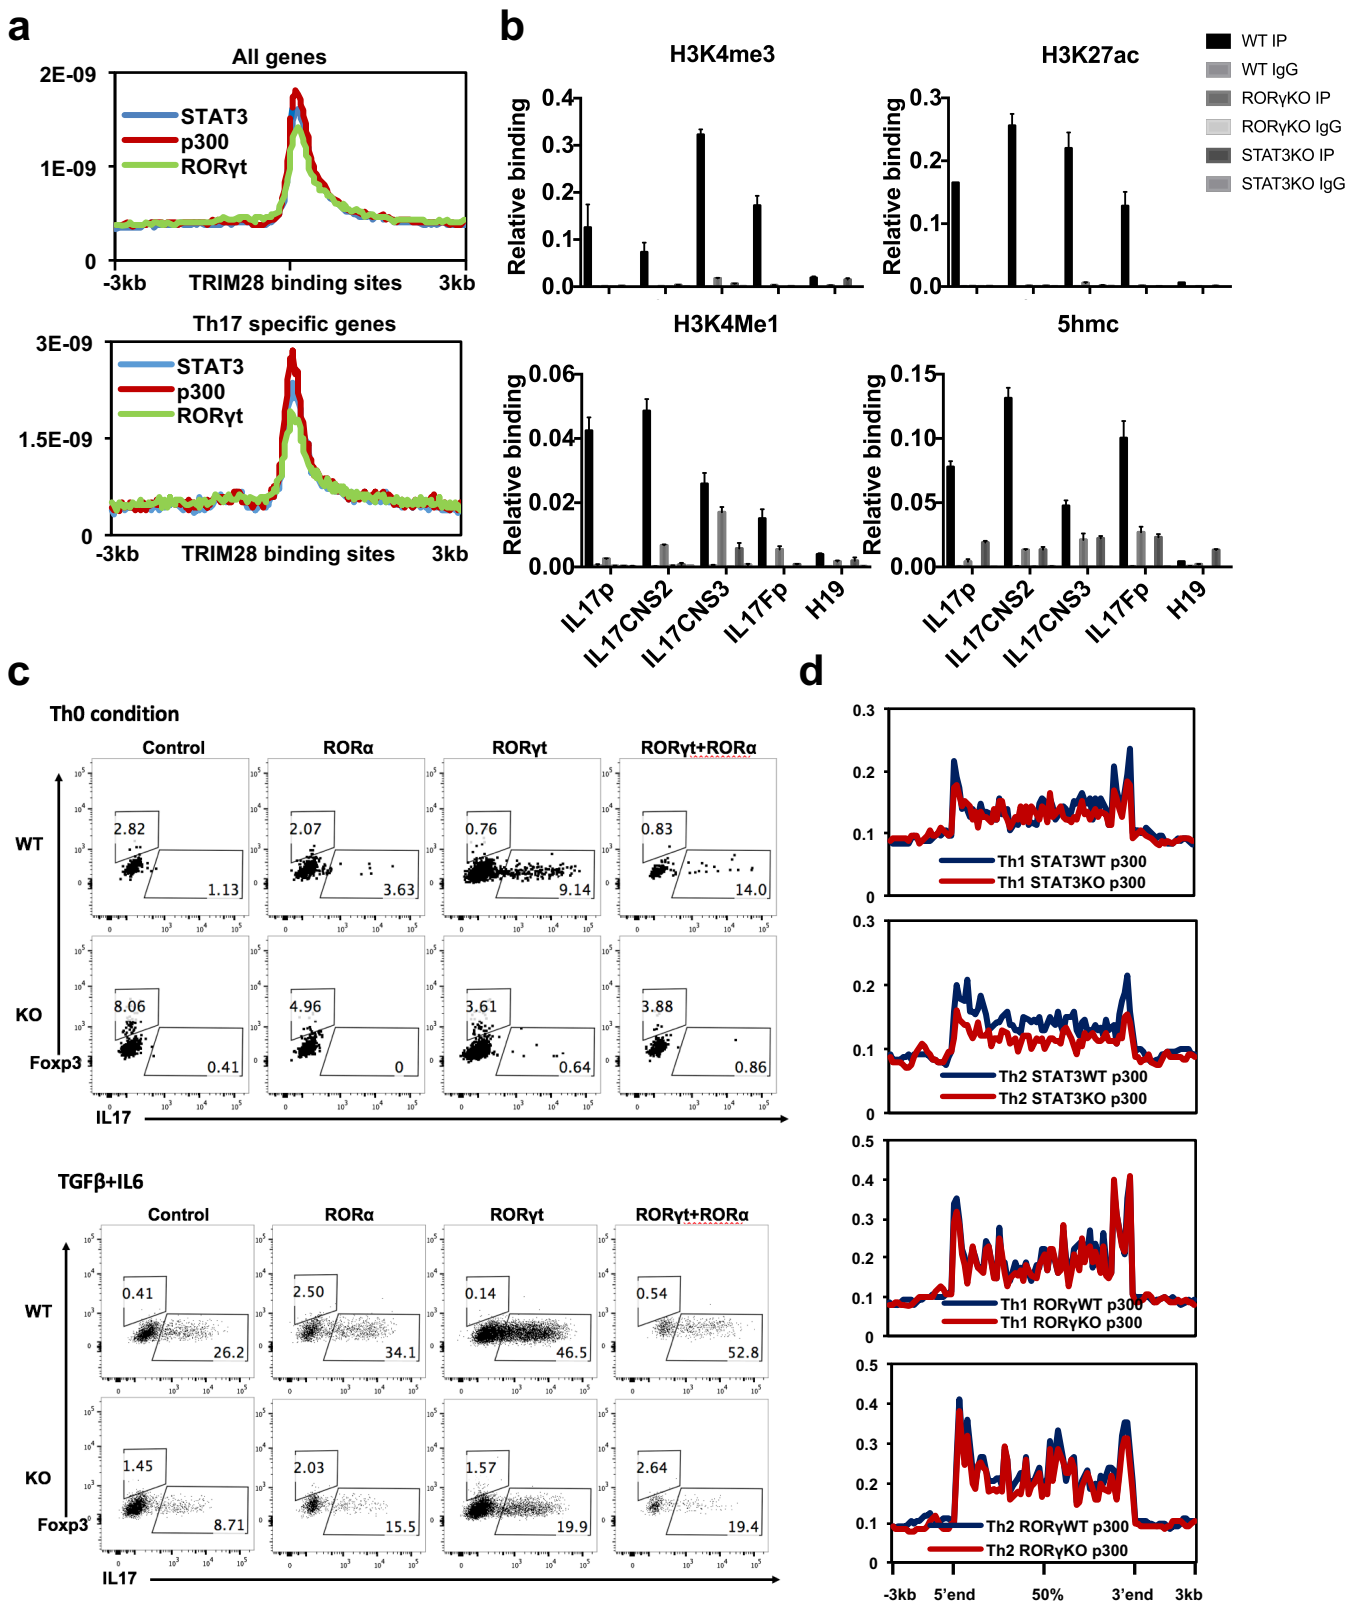 a
All genes
2E-09
1E-09
0
STAT3
p300
RORγt
-3kb
TRIM28 binding sites
3kb
Th17 specific genes
3E-09
1.5E-09
0
STAT3
p300
RORγt
-3kb
TRIM28 binding sites
3kb
b
H3K4me3
Relative binding
0.4
0.3
0.2
0.1
0.0
H3K27ac
Relative binding
0.3
0.2
0.1
0.0
WT IP
WT IgG
RORγKO IP
RORγKO IgG
STAT3KO IP
STAT3KO IgG
H3K4Me1
Relative binding
0.06
0.04
0.02
0.00
IL17p
IL17CNS2
IL17CNS3
IL17Fp
H19
5hmc
Relative binding
0.15
0.10
0.05
0.00
IL17p
IL17CNS2
IL17CNS3
IL17Fp
H19
c
Th0 condition
Control
RORα
RORγt
RORγt+RORα
WT
2.82
1.13
2.07
3.63
0.76
9.14
0.83
14.0
KO
8.06
0.41
4.96
0
3.61
0.64
3.88
0.86
Foxp3
IL17
TGFβ+IL6
Control
RORα
RORγt
RORγt+RORα
WT
0.41
26.2
2.50
34.1
0.14
46.5
0.54
52.8
KO
1.45
8.71
2.03
15.5
1.57
19.9
2.64
19.4
Foxp3
IL17
d
0.3
0.2
0.1
0
Th1 STAT3WT p300
Th1 STAT3KO p300
0.3
0.2
0.1
0
Th2 STAT3WT p300
Th2 STAT3KO p300
0.5
0.4
0.3
0.2
0.1
0
Th1 RORγWT p300
Th1 RORγKO p300
0.5
0.4
0.3
0.2
0.1
0
Th2 RORγWT p300
Th2 RORγKO p300
-3kb
5’end
50%
3’end
3kb